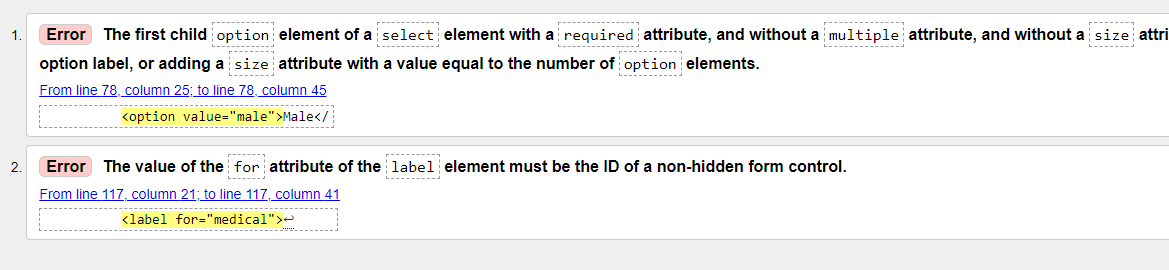 1. Error The first child option element of a select element with a required attribute, and without a multiple attribute, and without a size attri
option label, or adding a size attribute with a value equal to the number of option elements.
From line 78, column 25; to line 78, column 45
<option value="male">Male</
2. Error The value of the for attribute of the label element must be the ID of a non-hidden form control.
From line 117, column 21; to line 117, column 41
<label for="medical">↩